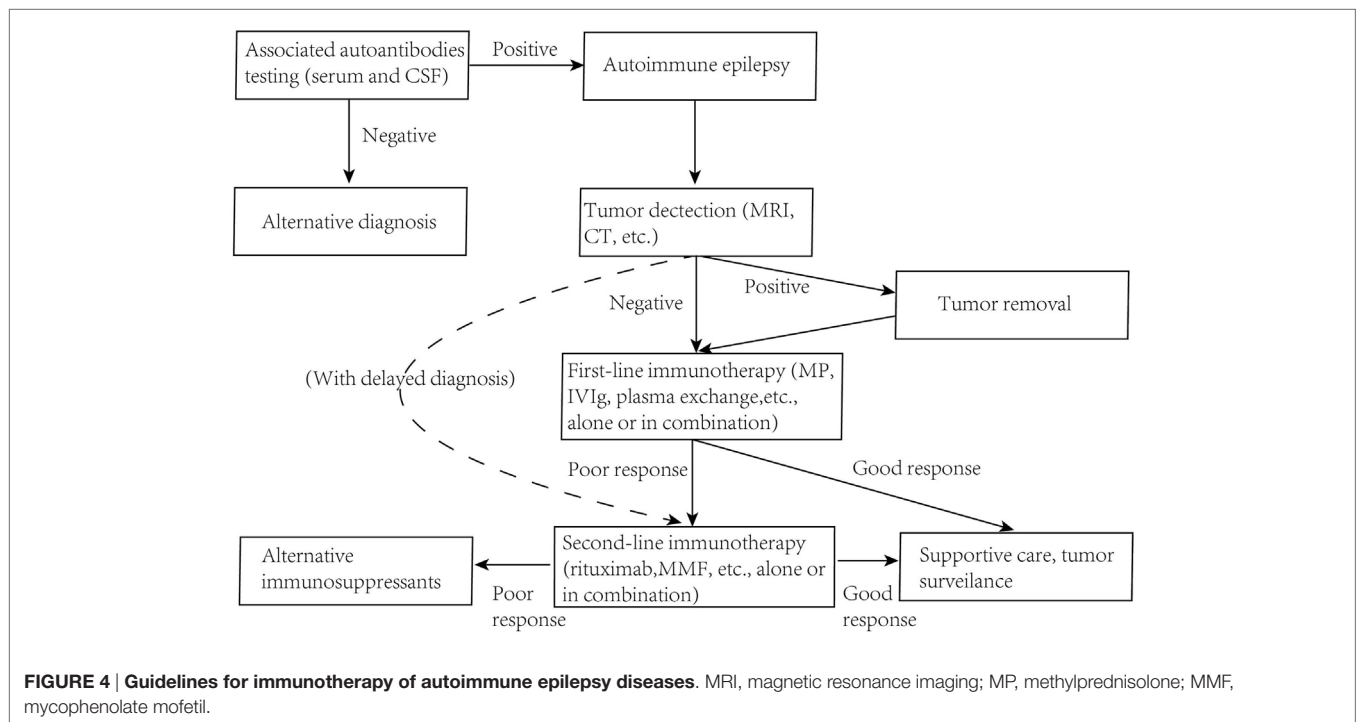 Associated autoantibodies
testing (serum and CSF)
Positive
Autoimmune epilepsy
Negative
Alternative diagnosis
Tumor dectection (MRI,
CT, etc.)
Positive
Negative
Tumor removal
(With delayed diagnosis)
First-line immunotherapy (MP,
IVIg, plasma exchange,etc.,
alone or in combination)
Poor response
Good response
Alternative
immunosuppressants
Poor
response
Second-line immunotherapy
(rituximab,MMF, etc., alone or
in combination)
Good
response
Supportive care, tumor
surveilance
FIGURE 4 | Guidelines for immunotherapy of autoimmune epilepsy diseases. MRI, magnetic resonance imaging; MP, methylprednisolone; MMF,
mycophenolate mofetil.